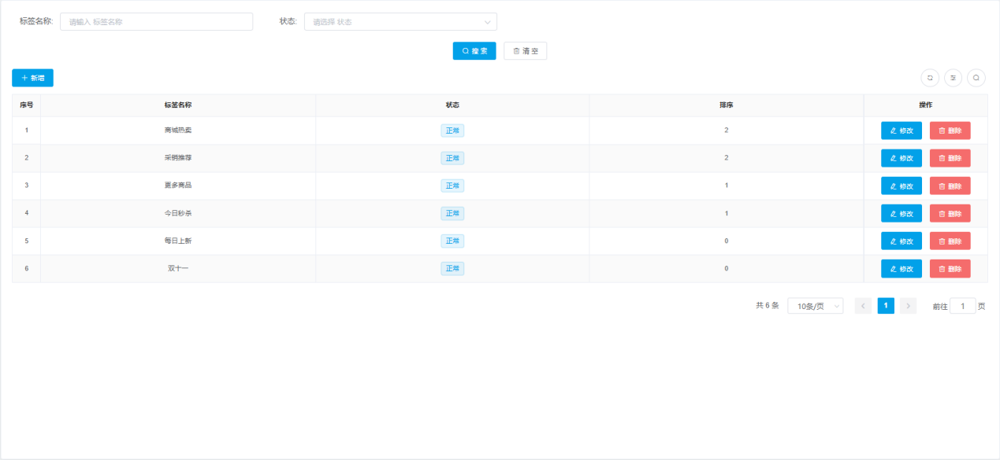 标签名称: 请输入 标签名称 状态: 请选择 状态
搜 索 清 空
新增
序号 标签名称 状态 排序 操作
1 商城热卖 正常 2 修改 删除
2 采销推荐 正常 2 修改 删除
3 更多商品 正常 1 修改 删除
4 今日秒杀 正常 1 修改 删除
5 每日上新 正常 0 修改 删除
6 双十一 正常 0 修改 删除
共 6 条 10条/页 1 前往 1 页